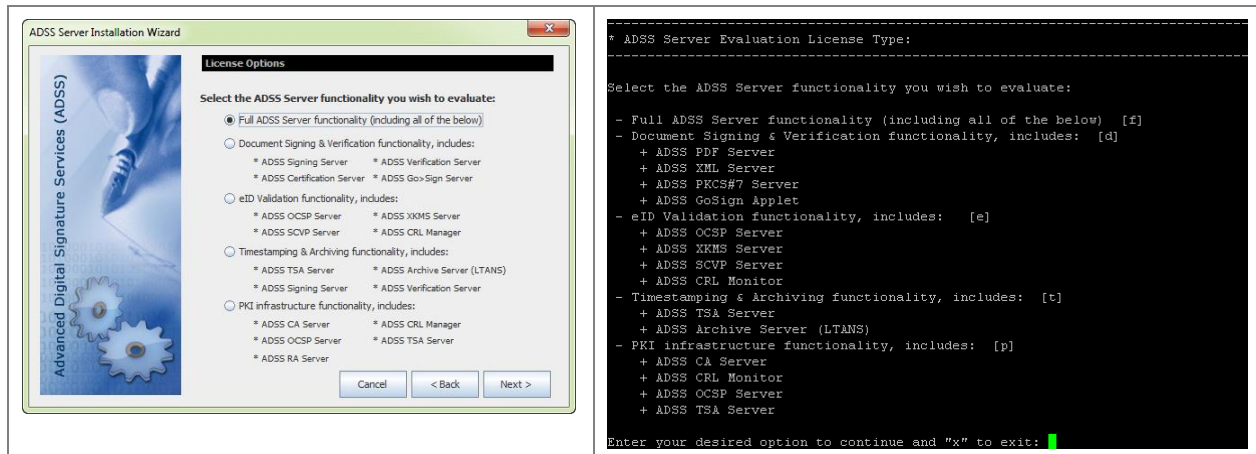 ADSS Server Installation Wizard
Advanced Digital Signature Services (ADSS)
License Options
Select the ADSS Server functionality you wish to evaluate:
Full ADSS Server functionality (including all of the below)
Document Signing & Verification functionality, includes:
* ADSS Signing Server * ADSS Verification Server
* ADSS Certification Server * ADSS Go>Sign Server
eID Validation functionality, includes:
* ADSS OCSP Server * ADSS XKMS Server
* ADSS SCVP Server * ADSS CRL Manager
Timestamping & Archiving functionality, includes:
* ADSS TSA Server * ADSS Archive Server (LTANS)
* ADSS Signing Server * ADSS Verification Server
PKI infrastructure functionality, includes:
* ADSS CA Server * ADSS CRL Manager
* ADSS OCSP Server * ADSS TSA Server
* ADSS RA Server
Cancel < Back Next >
* ADSS Server Evaluation License Type:
Select the ADSS Server functionality you wish to evaluate:
- Full ADSS Server functionality (including all of the below) [f]
- Document Signing & Verification functionality, includes: [d]
+ ADSS PDF Server
+ ADSS XML Server
+ ADSS PKCS#7 Server
+ ADSS GoSign Applet
- eID Validation functionality, includes: [e]
+ ADSS OCSP Server
+ ADSS XKMS Server
+ ADSS SCVP Server
+ ADSS CRL Monitor
- Timestamping & Archiving functionality, includes: [t]
+ ADSS TSA Server
+ ADSS Archive Server (LTANS)
- PKI infrastructure functionality, includes: [p]
+ ADSS CA Server
+ ADSS CRL Monitor
+ ADSS OCSP Server
+ ADSS TSA Server
Enter your desired option to continue and "x" to exit: